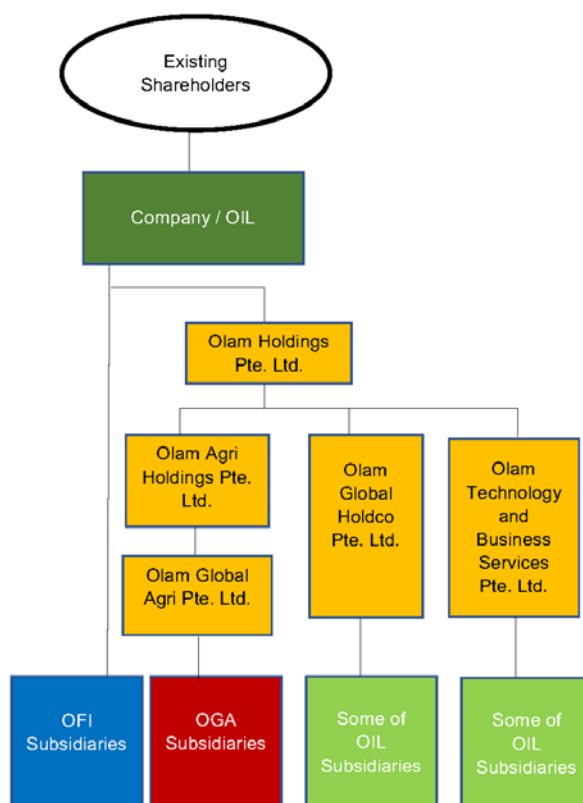 Existing
Shareholders
Company / OIL
Olam Holdings
Pte. Ltd.
Olam Agri
Holdings Pte.
Ltd.
Olam
Global
Holdco
Pte. Ltd.
Olam
Technology
and
Business
Services
Pte. Ltd.
Olam Global
Agri Pte. Ltd.
OFI
Subsidiaries
OGA
Subsidiaries
Some of
OIL
Subsidiaries
Some of
OIL
Subsidiaries